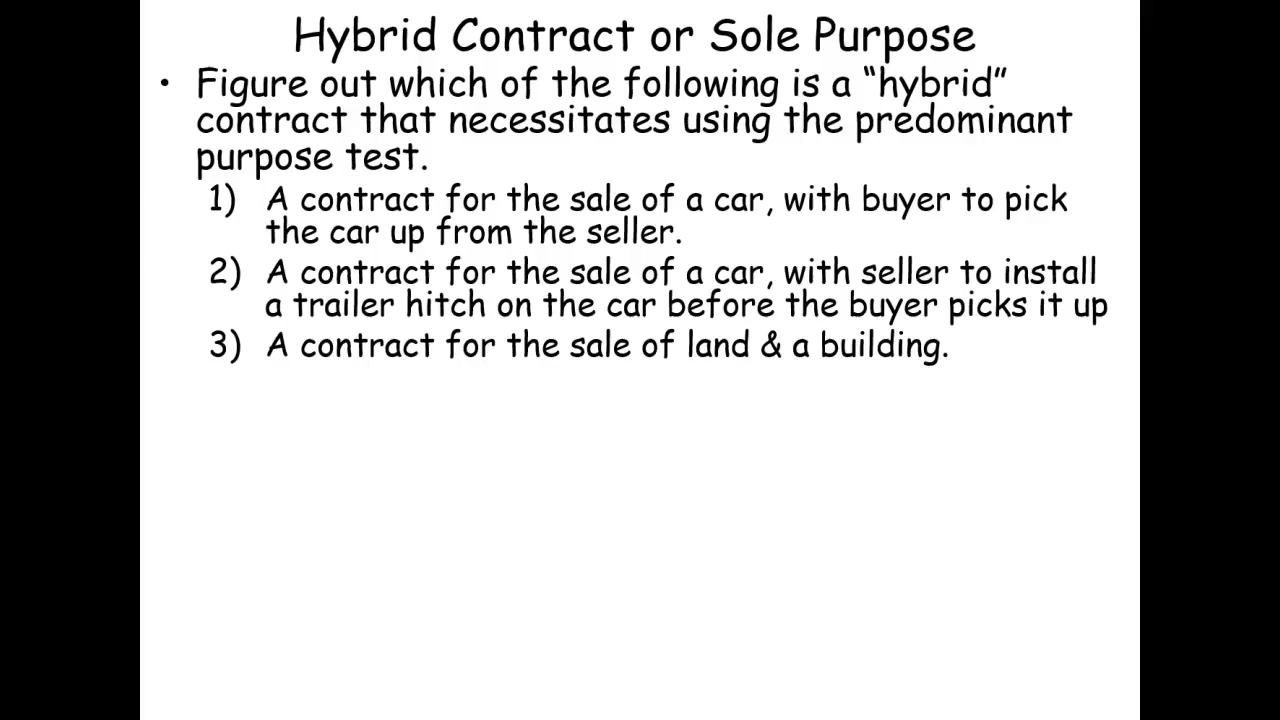 Hybrid Contract or Sole Purpose
• Figure out which of the following is a “hybrid”
contract that necessitates using the predominant
purpose test.
1) A contract for the sale of a car, with buyer to pick
the car up from the seller.
2) A contract for the sale of a car, with seller to install
a trailer hitch on the car before the buyer picks it up
3) A contract for the sale of land & a building.